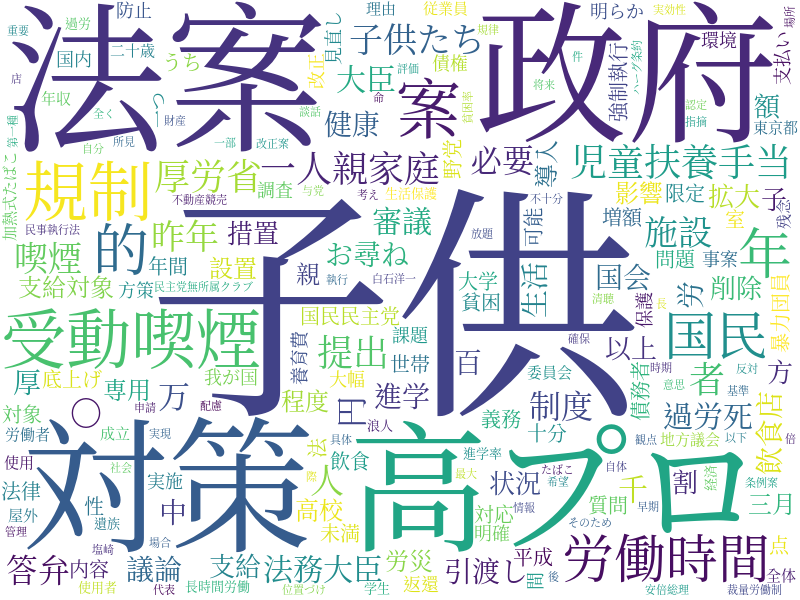 法案
政府
子供
対策
高プロ
受動喫煙
規制
労働時間
国民
児童扶養手当
一人親家庭
案
的
年
厚労省
子供たち
大臣
健康
必要
導入
拡大
子
額
喫煙
昨年
措置
審議
お尋ね
施設
設置
支給対象
提出
生活
国会
労
削除
飲食店
過労死
者
以上
制度
進学
円
百
万
厚
専用
〇
程度
人
法
高校
中
性
答弁
議論
支給
法務大臣
労災
引渡し
状況
割
千
質問
三月
対応
十分
義務
課題
世帯
養育費
国民民主党
我が国
底上げ
方策
民主党無所属クラブ
年間
親
調査
野党
債権
改正
見直し
防止
うち
国内
二十歳
過労
重要
年収
理由
従業員
明らか
実効性
環境
場所
支払い
強制執行
ハーグ条約
規律
件
評価
命
貧困率
将来
認定
指摘
東京都
影響
限定
増額
室
問題
事案
残念
暴力団員
保護
債務者
方
点
可能
大学
貧困
清聴
長
不十分
放題
白石洋一
執行
不動産競売
考え
与党
生活保護
談話
改正案
一部
財産
所見
全く
自分
店
第一種
加熱式たばこ
民事執行法
対象
労働者
成立
申請
実現
配慮
大幅
浪人
委員会
確保
時期
意思
反対
基準
倍
観点
地方議会
以下
自体
条例案
早期
経済
全体
裁量労働制
安倍総理
そのため
たばこ
希望
情報
最大
進学率
具体
飲食
際
未満
使用
法律
屋外
管理
遺族
社会
実施
内容
使用者
塩崎
場合
代表
長時間労働
位置づけ
学生
返還
明確
平成
間
後